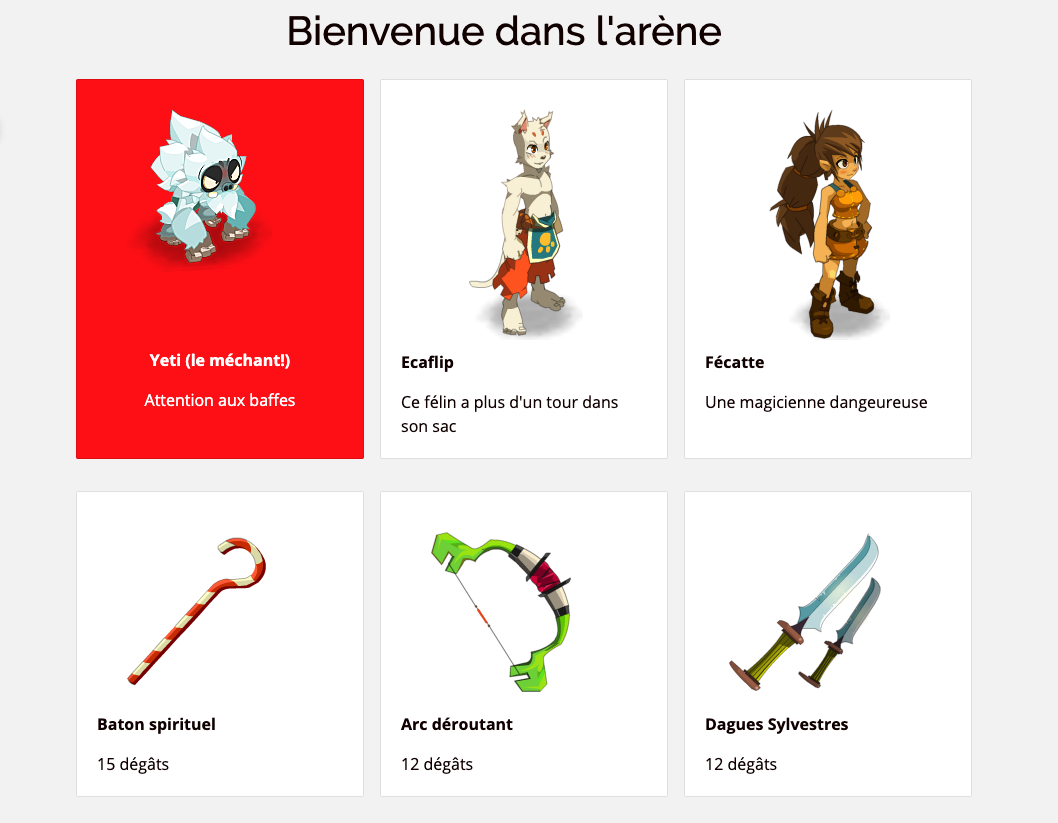 Bienvenue dans l'arène
Yeti (le méchant!)
Attention aux baffes
Ecaflip
Ce félin a plus d'un tour dans
son sac
Fécatte
Une magicienne dangeureuse
Baton spirituel
15 dégâts
Arc déroutant
12 dégâts
Dagues Sylvestres
12 dégâts